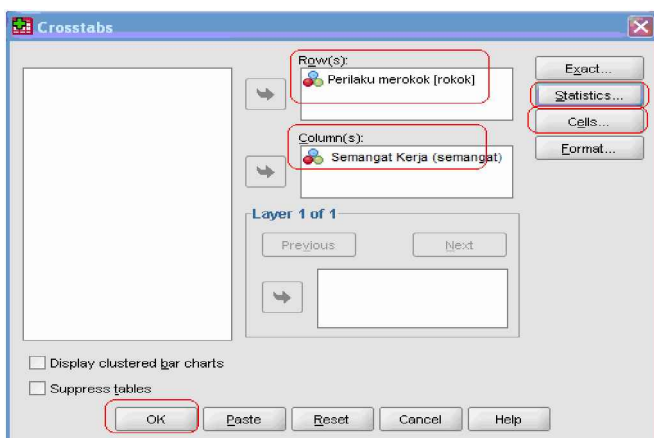 Crosstabs
Row(s):
Perilaku merokok [rokok]
Column(s):
Semangat Kerja (semangat)
Layer 1 of 1
Previous
Next
Exact...
Statistics...
Cells...
Format...
Display clustered bar charts
Suppress tables
OK
Paste
Reset
Cancel
Help